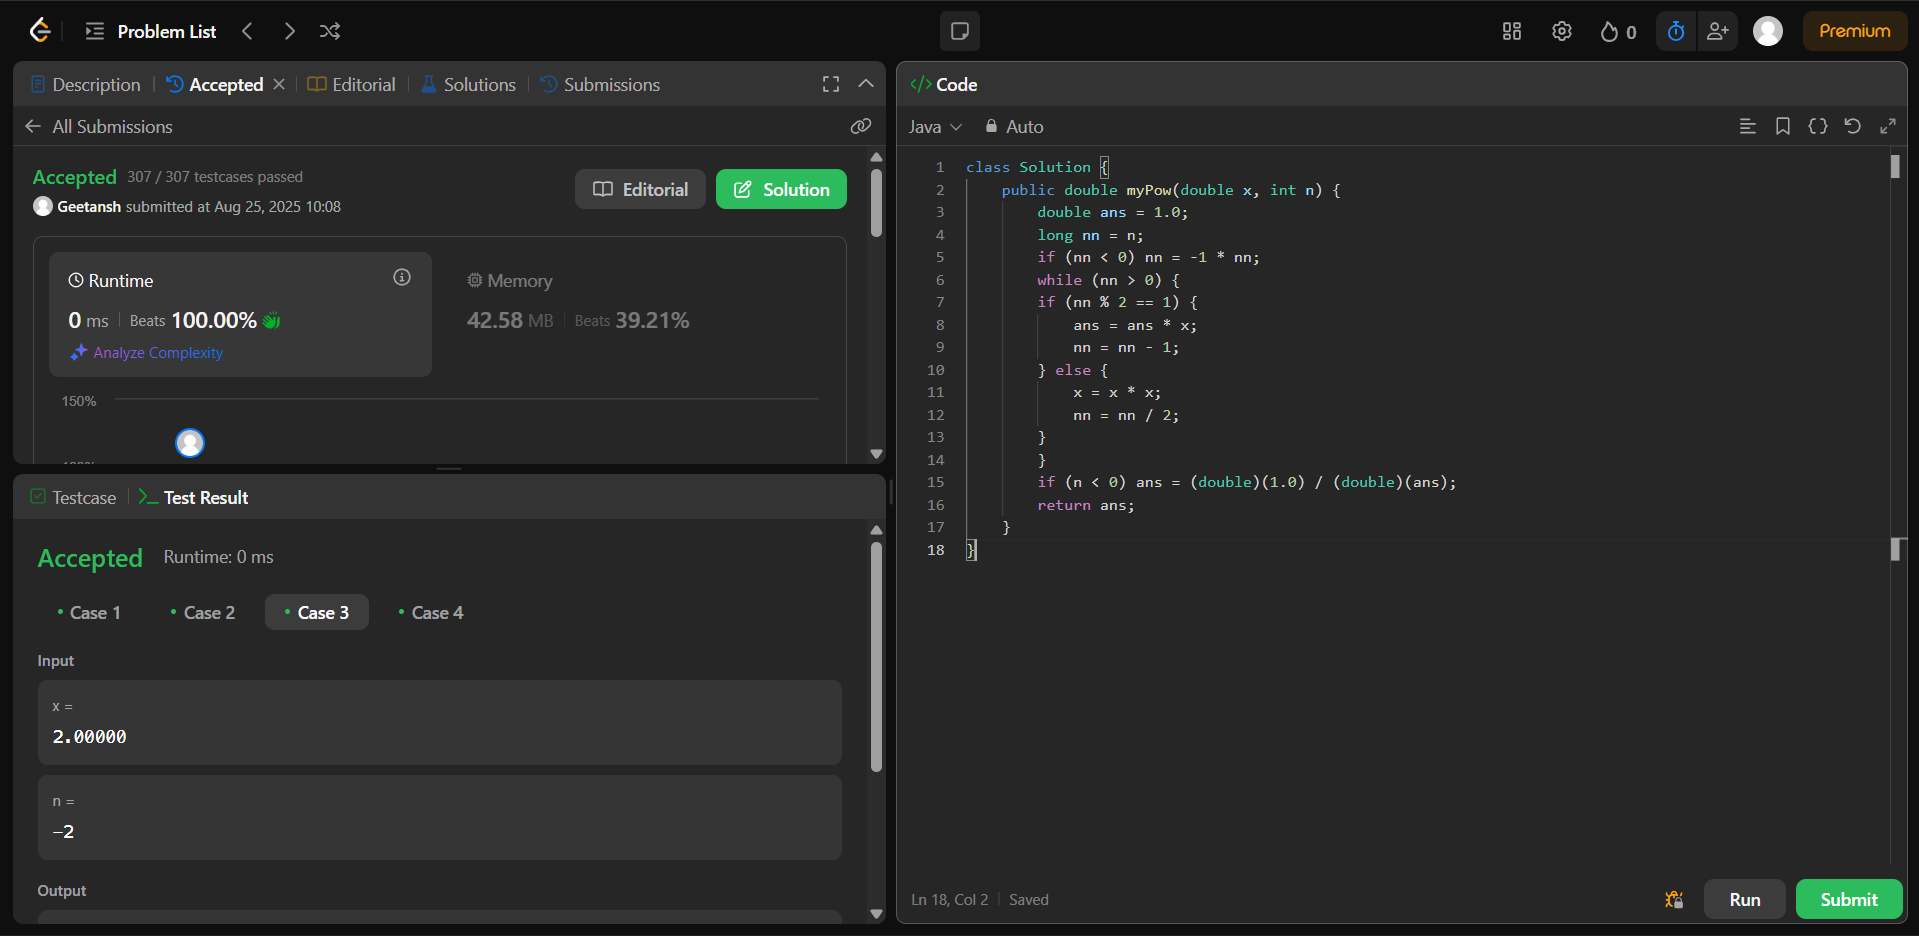 Problem List
0
Premium
Description
Accepted
Editorial
Solutions
Submissions
All Submissions
Accepted 307 / 307 testcases passed
Geetansh submitted at Aug 25, 2025 10:08
Editorial
Solution
Runtime
0 ms Beats 100.00%
Analyze Complexity
Memory
42.58 MB Beats 39.21%
150%
Testcase
Test Result
Accepted Runtime: 0 ms
Case 1
Case 2
Case 3
Case 4
Input
x =
2.00000
n =
-2
Output
Code
Java
Auto
1 class Solution {
2 public double myPow(double x, int n) {
3 double ans = 1.0;
4 long nn = n;
5 if (nn < 0) nn = -1 * nn;
6 while (nn > 0) {
7 if (nn % 2 == 1) {
8 ans = ans * x;
9 nn = nn - 1;
10 } else {
11 x = x * x;
12 nn = nn / 2;
13 }
14 }
15 if (n < 0) ans = (double)(1.0) / (double)(ans);
16 return ans;
17 }
18 }
Ln 18, Col 2 Saved
Run
Submit